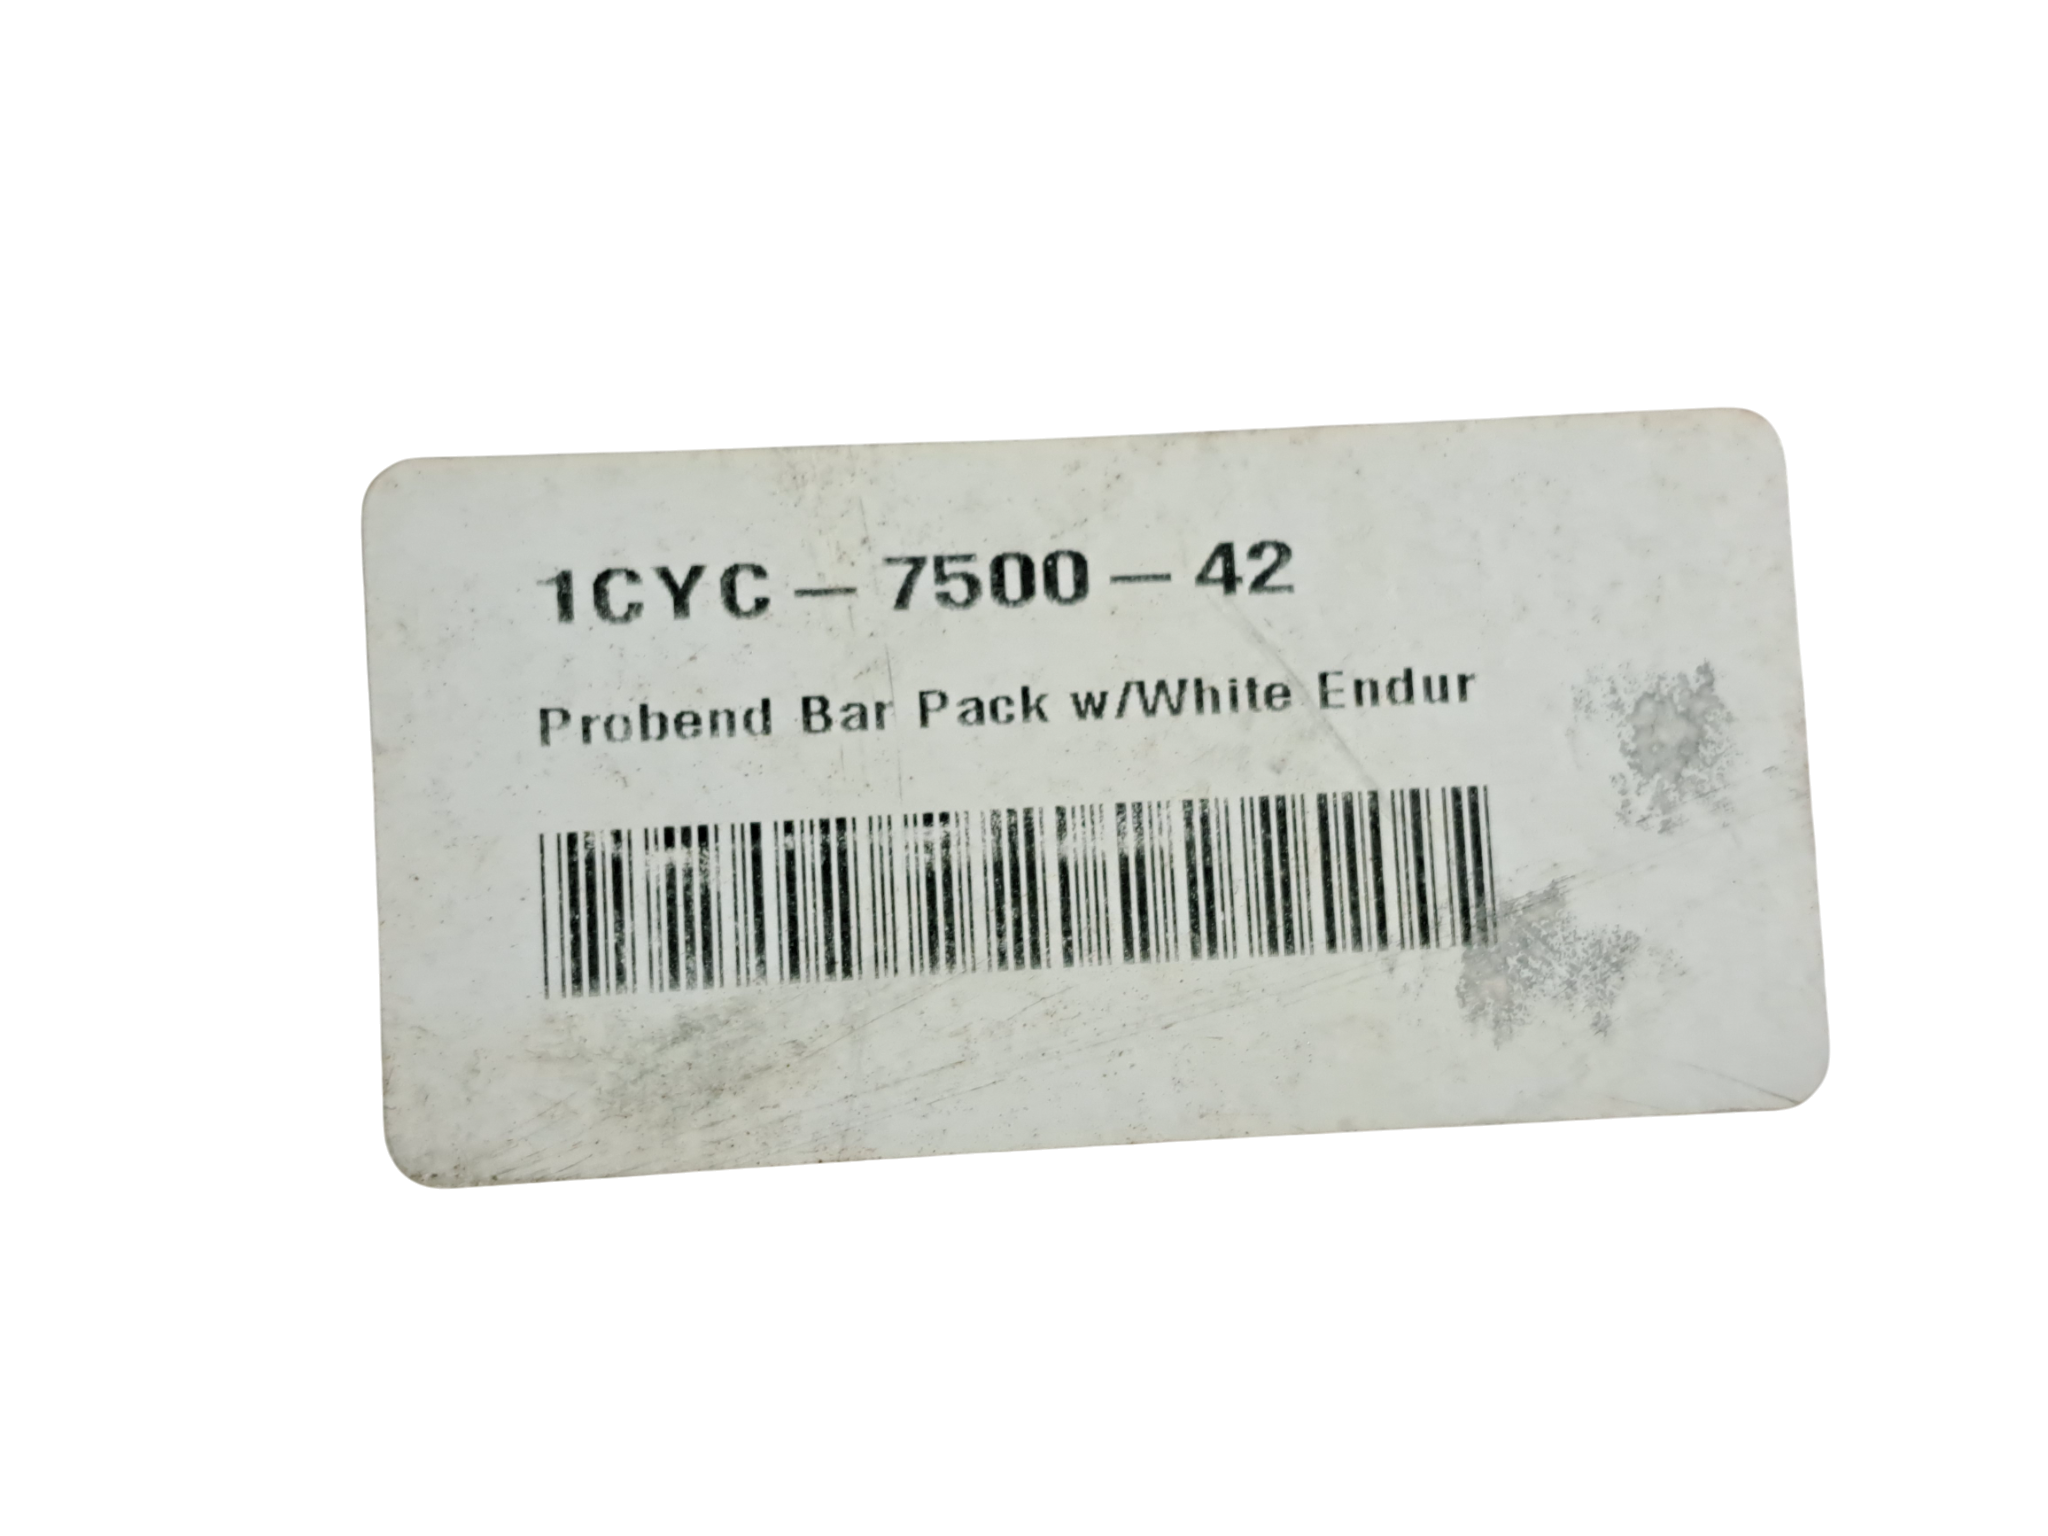 1CYC - 7500 - 42
Probend Bar Pack w/White Endur